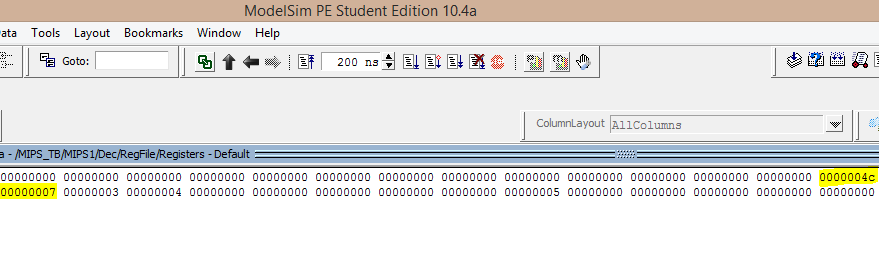 ModelSim PE Student Edition 10.4a
ata Tools Layout Bookmarks Window Help
Goto: 200 ns
ColumnLayout AllColumns
a - /MIPS_TB/MIPS1/Dec/RegFile/Registers - Default
00000000 00000000 00000000 00000000 00000000 00000000 00000000 00000000 00000000 00000000 00000000 00000000 00000000 0000004c
00000007 00000003 00000004 00000000 00000000 00000000 00000000 00000000 00000005 00000000 00000000 00000000 00000000 00000000